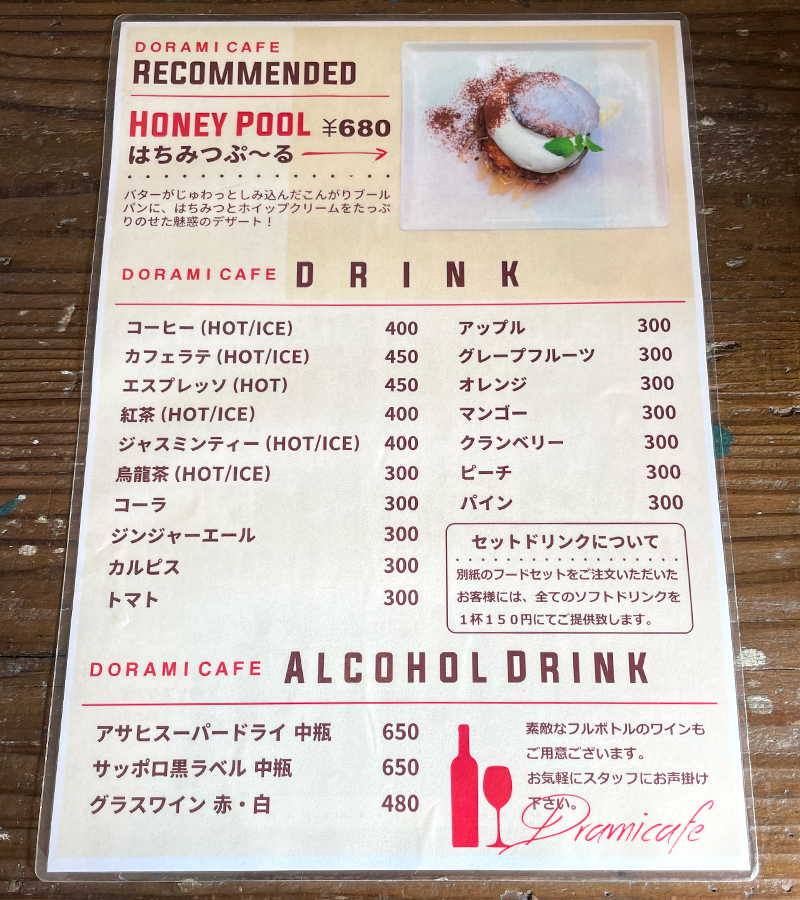 DORAMI CAFE
RECOMMENDED
HONEY POOL ¥680
はちみつぷ〜る
バターがじゅわっとしみ込んだこんがりブール
パンに、はちみつとホイップクリームをたっぷ
りのせた魅惑のデザート！
DORAMI CAFE DRINK
コーヒー (HOT/ICE) 400
カフェラテ (HOT/ICE) 450
エスプレッソ (HOT) 450
紅茶 (HOT/ICE) 400
ジャスミンティー (HOT/ICE) 400
烏龍茶 (HOT/ICE) 300
コーラ 300
ジンジャーエール 300
カルピス 300
トマト 300
アップル 300
グレープフルーツ 300
オレンジ 300
マンゴー 300
クランベリー 300
ピーチ 300
パイン 300
セットドリンクについて
別紙のフードセットをご注文いただいた
お客様には、全てのソフトドリンクを
１杯１５０円にてご提供致します。
DORAMI CAFE ALCOHOL DRINK
アサヒスーパードライ 中瓶 650
サッポロ黒ラベル 中瓶 650
グラスワイン 赤・白 480
素敵なフルボトルのワインも
ご用意ございます。
お気軽にスタッフにお声掛け
下さい。
Dramicafe